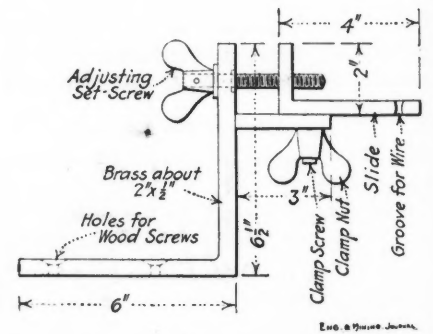 4"
Adjusting
Set-Screw
2"
Brass about
2"x½"
3"
6½"
Holes for
Wood Screws
Clamp Screw
Clamp Nut
Slide
Groove for Wire
6"
ENG. & MINING JOURNAL